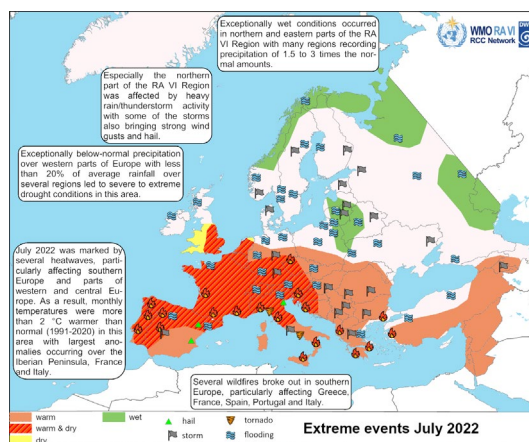 Exceptionally wet conditions occurred
in northern and eastern parts of the RA
VI Region with many regions recording
precipitation of 1.5 to 3 times the nor-
mal amounts.
WMO RA VI
RCC Network
DWD
Especially the northern
part of the RA VI Region
was affected by heavy
rain/thunderstorm activity
with some of the storms
also bringing strong wind
gusts and hail.
Exceptionally below-normal precipitation
over western parts of Europe with less
than 20% of average rainfall over
several regions led to severe to extreme
drought conditions in this area.
July 2022 was marked by
several heatwaves, partic-
ularly affecting southern
Europe and parts of
western and central Eu-
rope. As a result, monthly
temperatures were more
than 2 °C warmer than
normal (1991-2020) in this
area with largest ano-
malies occurring over the
Iberian Peninsula, France
and Italy.
Several wildfires broke out in southern
Europe, particularly affecting Greece,
France, Spain, Portugal and Italy.
warm
wet
hail
tornado
warm & dry
storm
flooding
dry
Extreme events July 2022